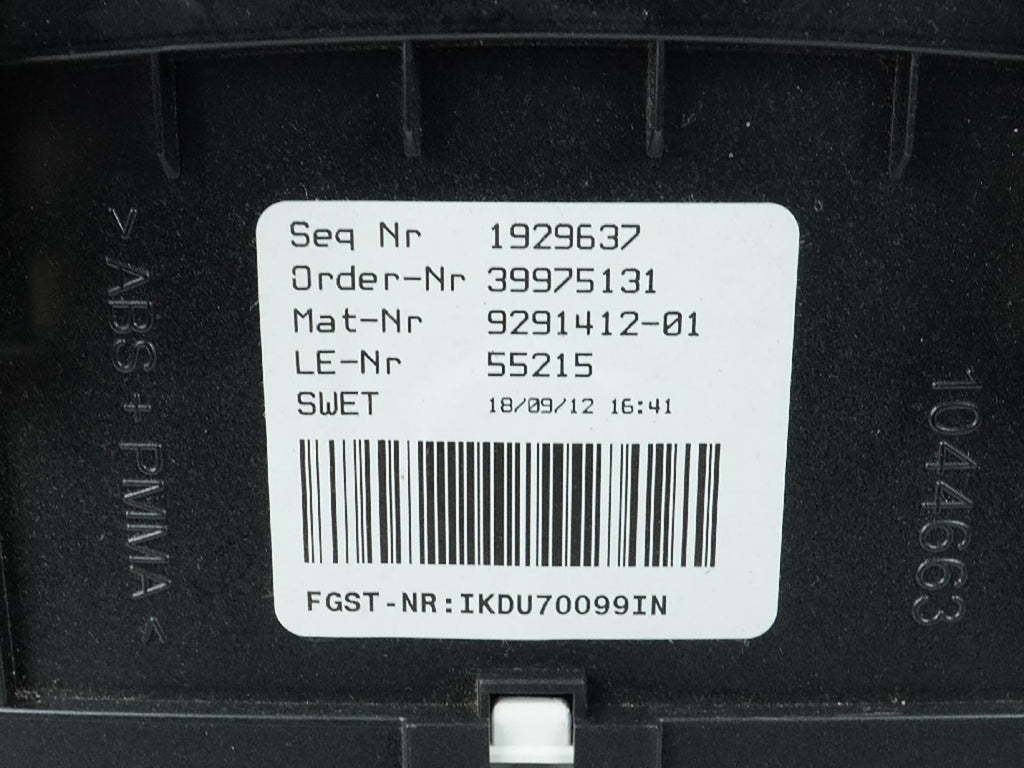 Seq Nr 1929637
Order-Nr 39975131
Mat-Nr 9291412-01
LE-Nr 55215
SWET 18/09/12 16:41
FGST-NR:IKDU70099IN
>ABS+PMMA<
1044663